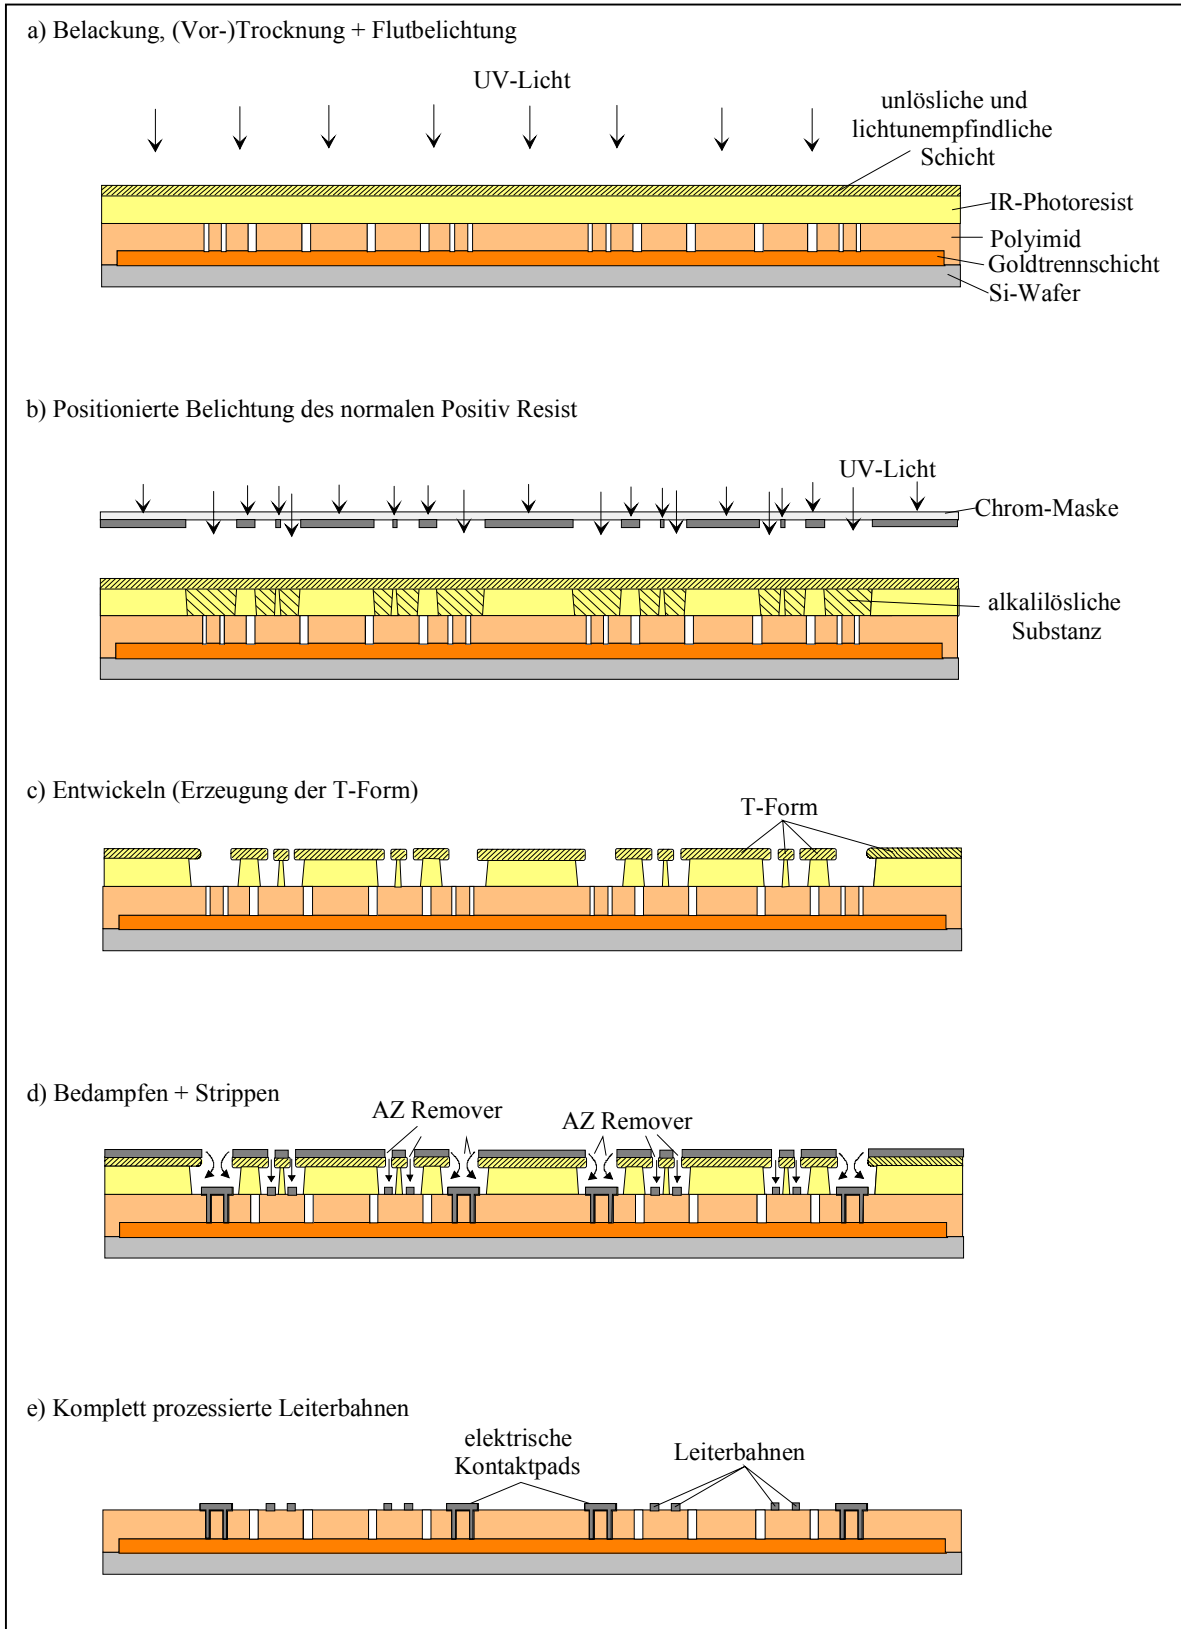 a) Belackung, (Vor-)Trocknung + Flutbelichtung
UV-Licht
unlösliche und
lichtunempfindliche
Schicht
IR-Photoresist
Polyimid
Goldtrennschicht
Si-Wafer
b) Positionierte Belichtung des normalen Positiv Resist
UV-Licht
Chrom-Maske
alkalilösliche
Substanz
c) Entwickeln (Erzeugung der T-Form)
T-Form
d) Bedampfen + Strippen
AZ Remover
AZ Remover
e) Komplett prozessierte Leiterbahnen
elektrische
Kontaktpads
Leiterbahnen